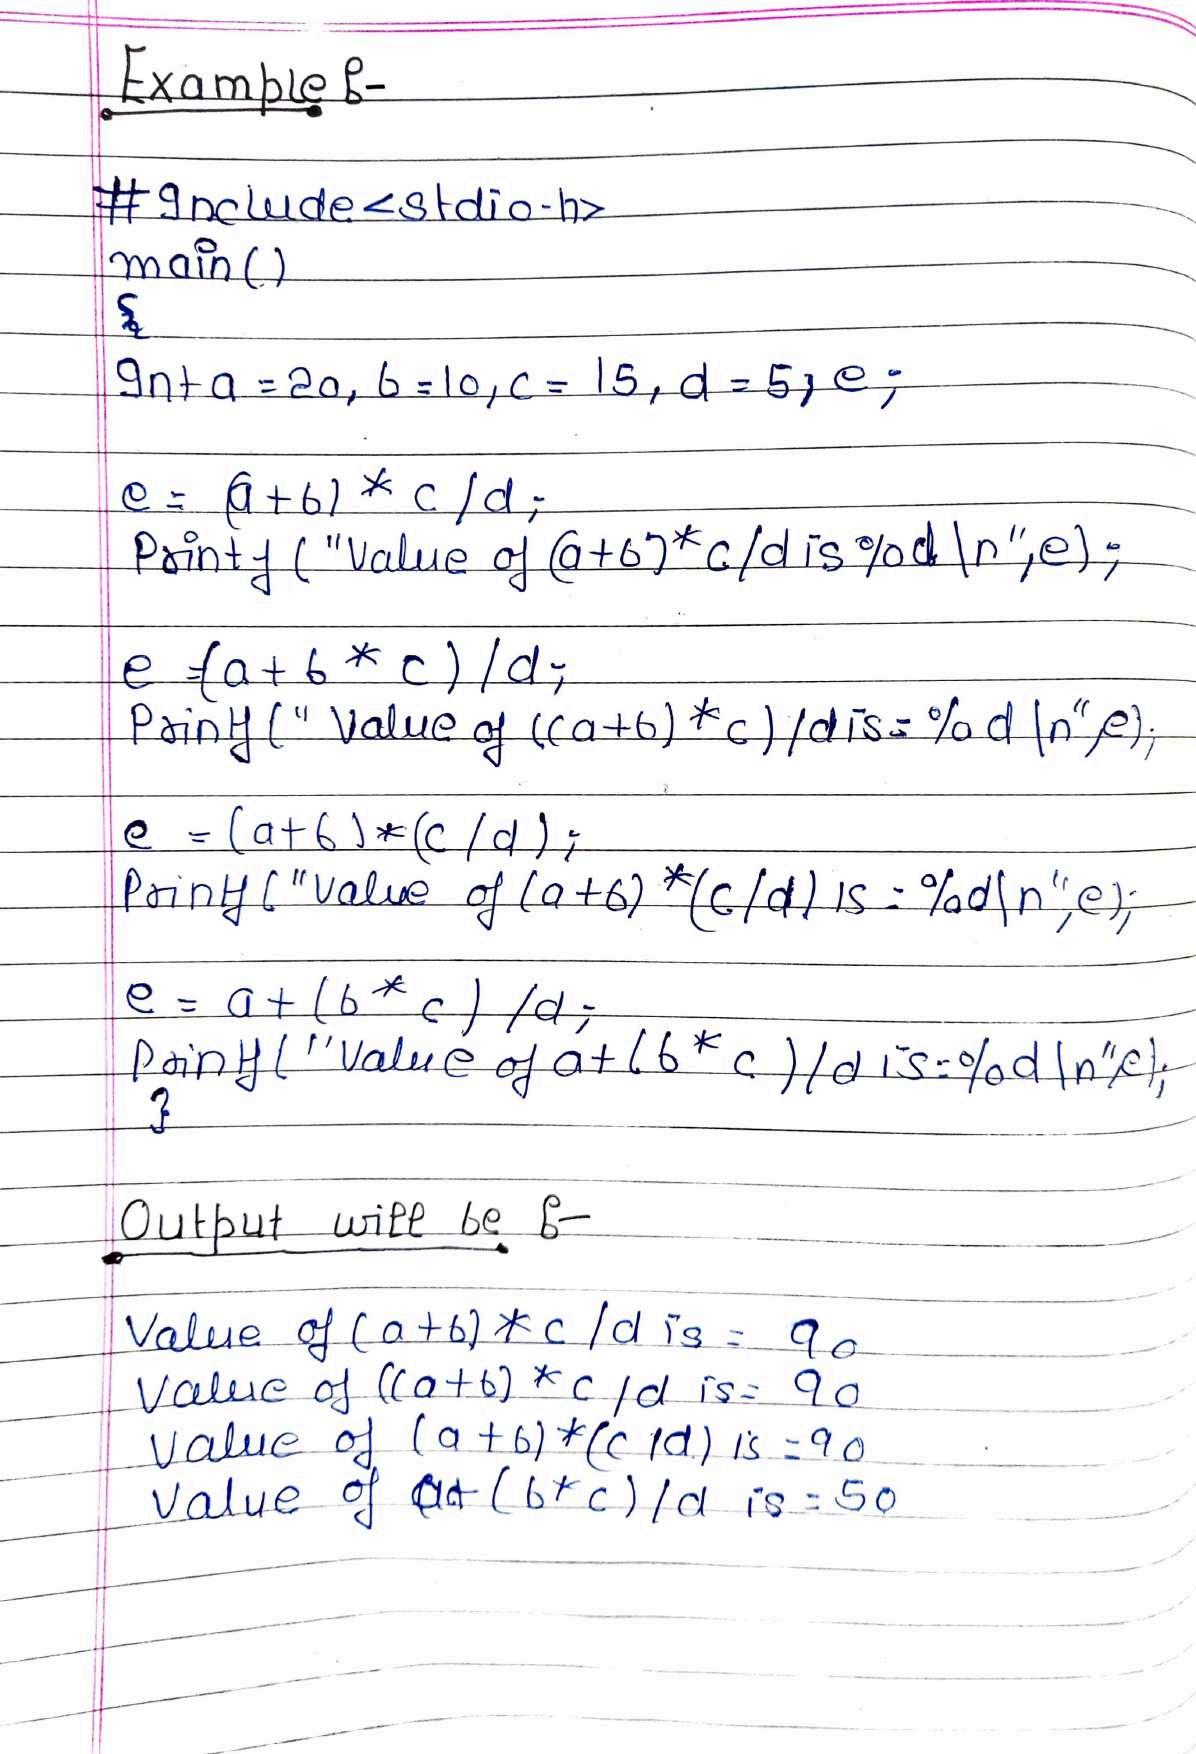 Example :-
#Include<stdio.h>
main()
{
Int a = 20, b = 10, c = 15, d = 5, e;
e = (a+b) * c/d;
Printf ("Value of (a+b)*c/d is %d \n", e);
e = (a+b * c)/d;
Printf (" Value of ((a+b) *c)/d is = %d \n", e);
e = (a+b)*(c/d);
Printf ("Value of (a+b) *(c/d) is = %d\n", e);
e = a+(b* c) /d;
Printf ("Value of a+(b* c)/d is=%d \n", e);
}
Output will be :-
Value of (a+b) * c/d is = 90
Value of ((a+b) * c/d is = 90
Value of (a+b)*(c/d) is = 90
Value of a+(b*c)/d is = 50